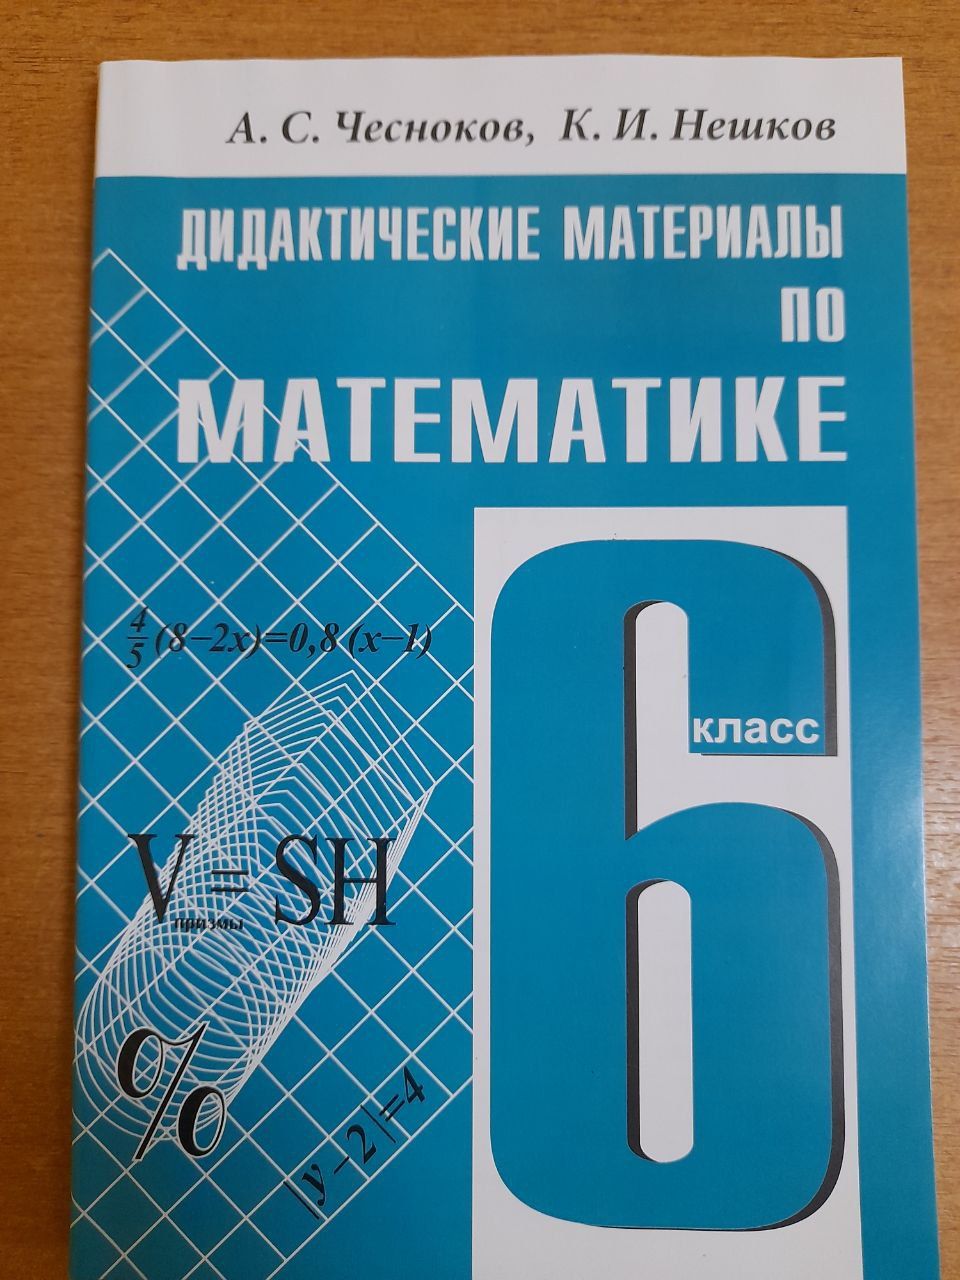 А. С. Чесноков, К. И. Нешков
ДИДАКТИЧЕСКИЕ МАТЕРИАЛЫ
ПО
МАТЕМАТИКЕ
6
класс
4/5 (8–2x)=0,8 (x–1)
V призмы = SH
%
|y–2|=4